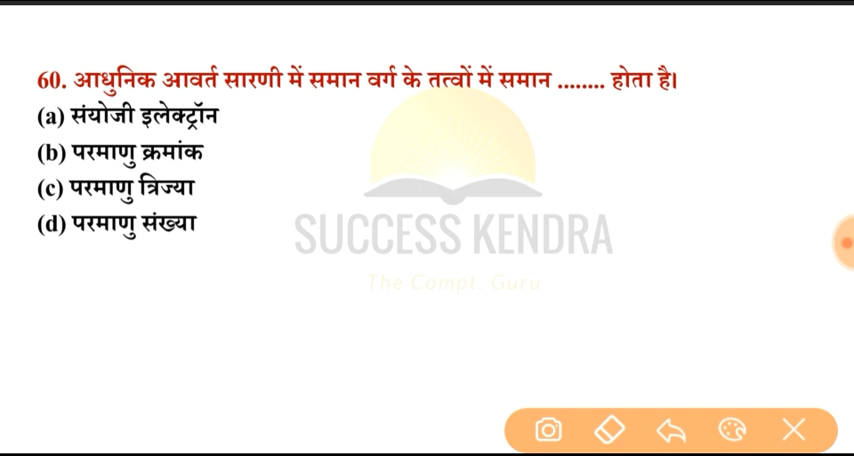 60. आधुनिक आवर्त सारणी में समान वर्ग के तत्वों में समान ........ होता है।
(a) संयोजी इलेक्ट्रॉन
(b) परमाणु क्रमांक
(c) परमाणु त्रिज्या
(d) परमाणु संख्या
SUCCESS KENDRA
The Compt. Guru